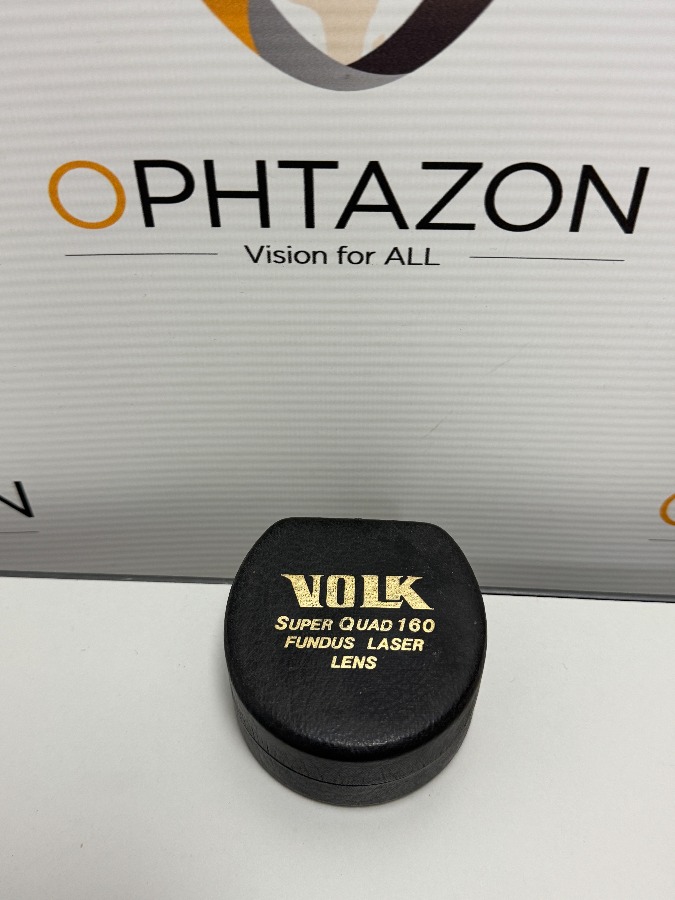 OPHTAZON
Vision for ALL
N
VOLK
SUPER QUAD 160
FUNDUS LASER
LENS